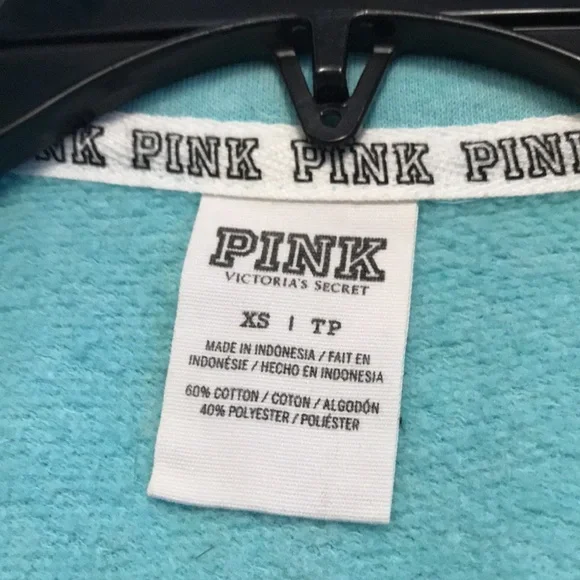 PINK PINK PINK
PINK
VICTORIA'S SECRET
XS | TP
MADE IN INDONESIA / FAIT EN
INDONÉSIE / HECHO EN INDONESIA
60% COTTON / COTON / ALGODÓN
40% POLYESTER / POLIÉSTER